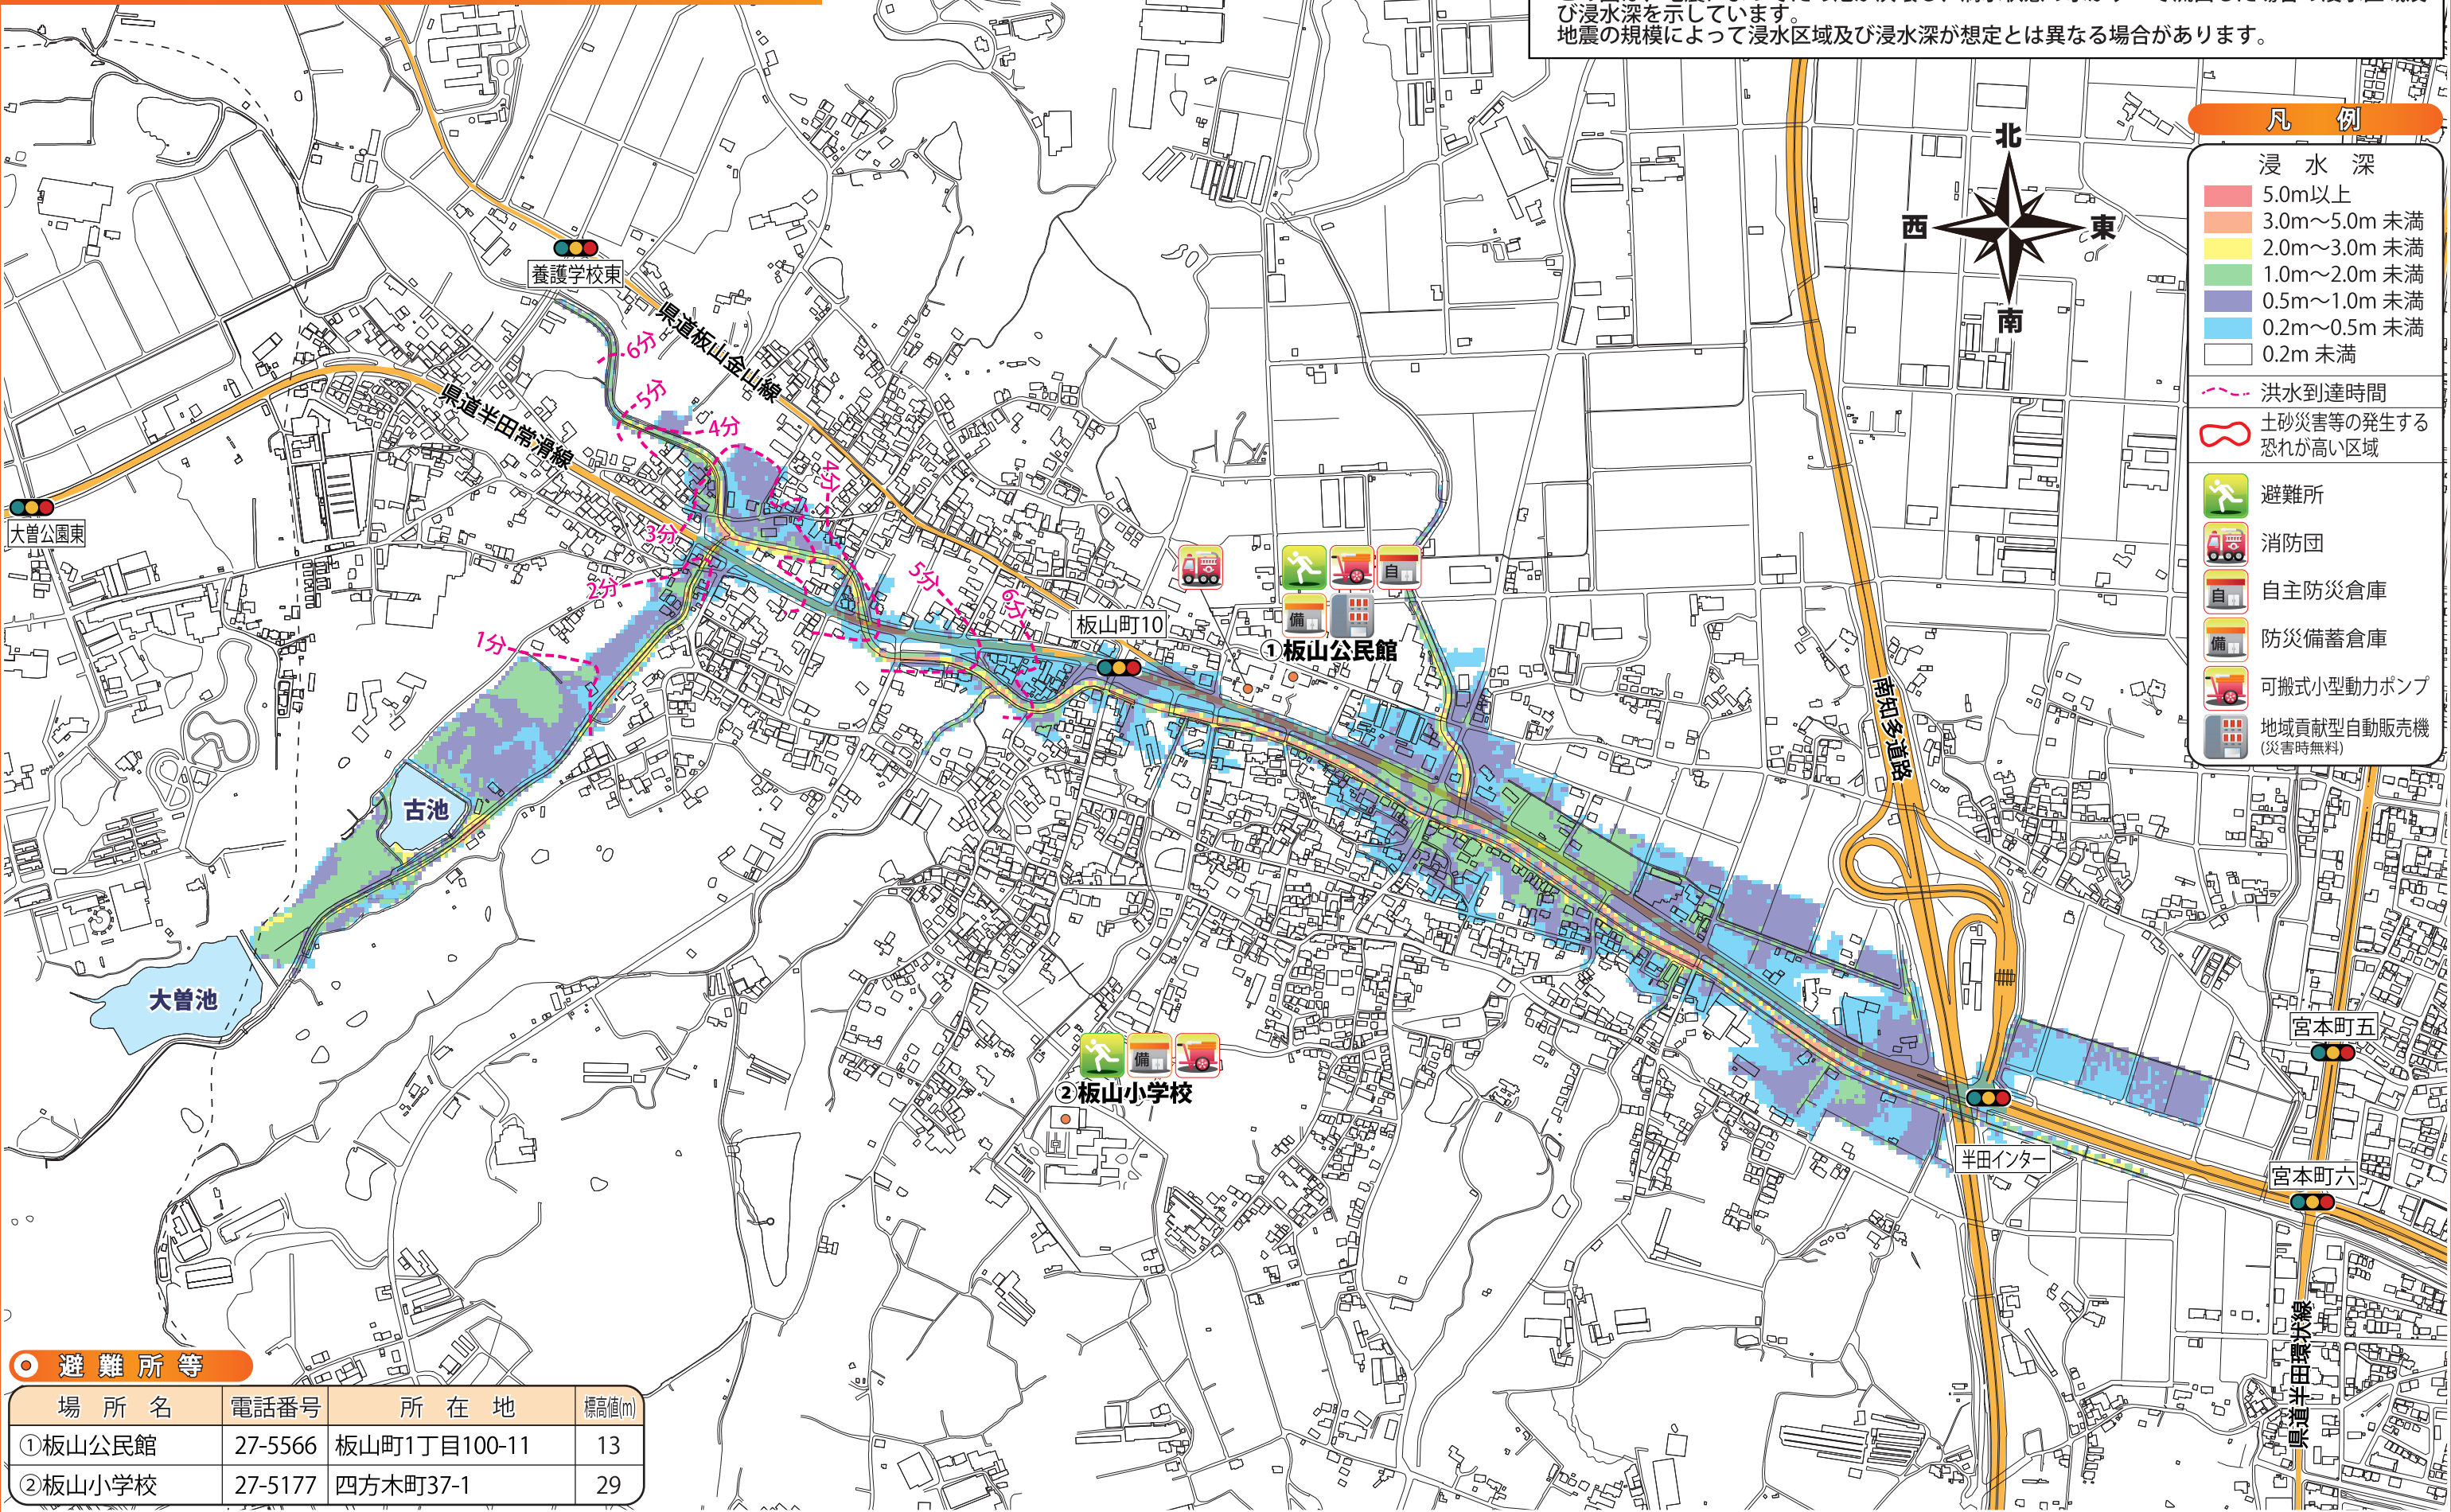 び浸水深を示しています。
地震の規模によって浸水区域及び浸水深が想定とは異なる場合があります。
凡 例
浸 水 深
5.0m以上
3.0m～5.0m 未満
2.0m～3.0m 未満
1.0m～2.0m 未満
0.5m～1.0m 未満
0.2m～0.5m 未満
0.2m 未満
洪水到達時間
土砂災害等の発生する
恐れが高い区域
避難所
消防団
自 自主防災倉庫
備 防災備蓄倉庫
可搬式小型動力ポンプ
地域貢献型自動販売機
(災害時無料)
北
西
東
南
養護学校東
県道板山金山線
6分
5分
4分
県道半田常滑線
4分
大曽公園東
3分
2分
5分
6分
1分
板山町10
自
備
①板山公民館
南知多道路
古池
大曽池
備
②板山小学校
宮本町五
半田インター
宮本町六
県道半田環状線
避 難 所 等
場 所 名 電話番号 所 在 地 標高値(m)
①板山公民館 27-5566 板山町1丁目100-11 13
②板山小学校 27-5177 四方木町37-1 29